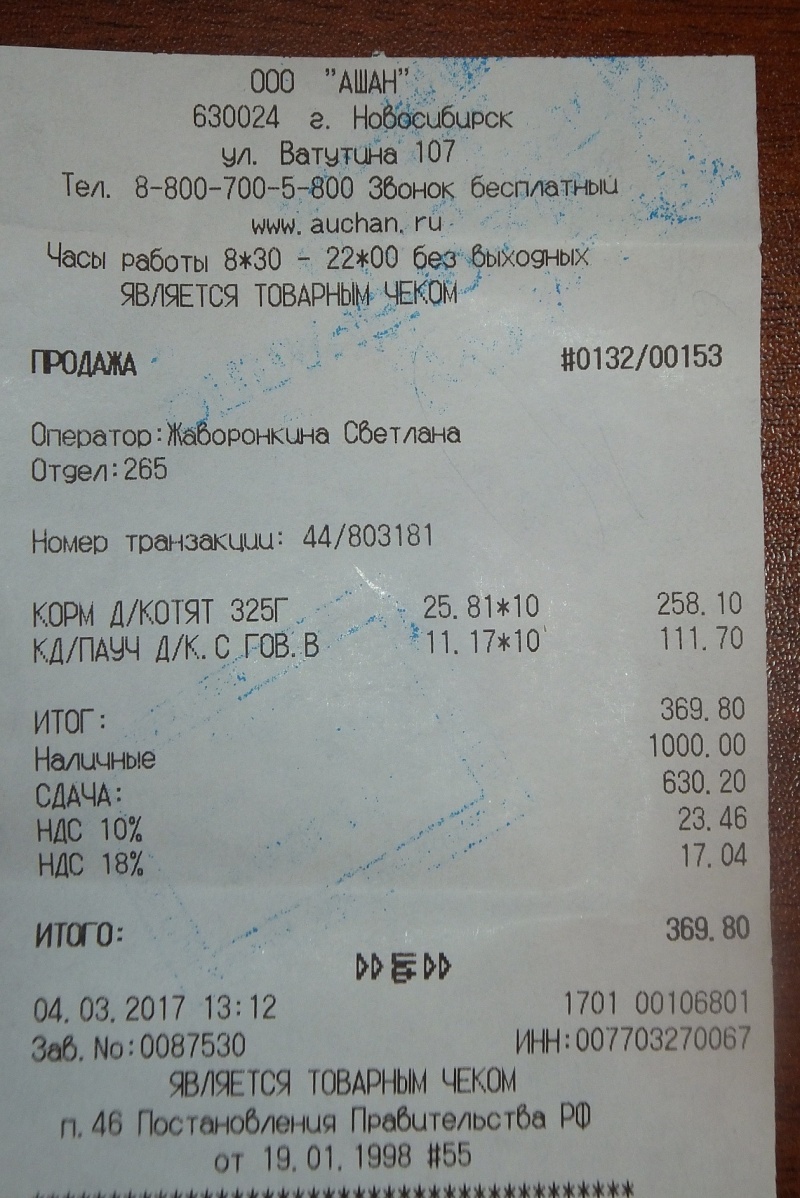 ООО "АШАН"
630024 г. Новосибирск
ул. Ватутина 107
Тел. 8-800-700-5-800 Звонок бесплатный
www.auchan.ru
Часы работы 8*30 - 22*00 без выходных
ЯВЛЯЕТСЯ ТОВАРНЫМ ЧЕКОМ
ПРОДАЖА #0132/00153
Оператор:Жаворонкина Светлана
Отдел:265
Номер транзакции: 44/803181
КОРМ Д/КОТЯТ 325Г 25.81*10 258.10
КД/ПАУЧ Д/К.С ГОВ.В 11.17*10 111.70
ИТОГ: 369.80
Наличные 1000.00
СДАЧА: 630.20
НДС 10% 23.46
НДС 18% 17.04
ИТОГО: 369.80
04.03.2017 13:12 1701 00106801
Зав.No:0087530 ИНН:007703270067
ЯВЛЯЕТСЯ ТОВАРНЫМ ЧЕКОМ
п.46 Постановления Правительства РФ
от 19.01.1998 #55